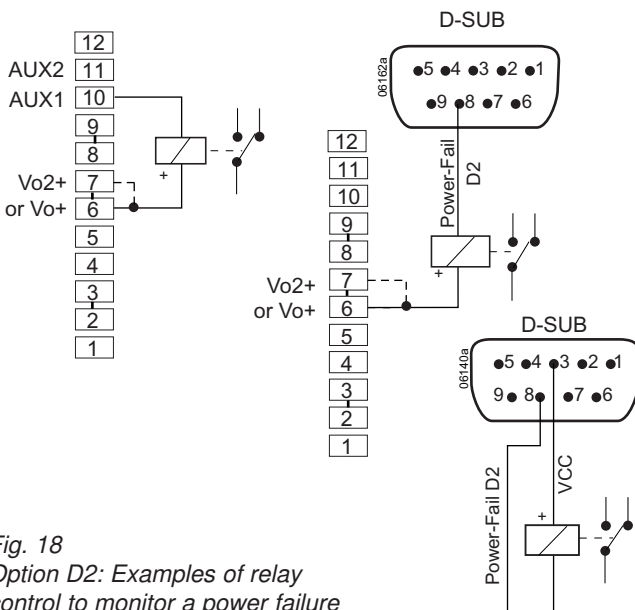 12
AUX2 11
AUX1 10
9
8
Vo2+ 7
or Vo+ 6
5
4
3
2
1
+
D-SUB
06162a
5 4 3 2 1
9 8 7 6
Power-Fail
D2
12
11
10
9
8
Vo2+ 7
or Vo+ 6
5
4
3
2
1
+
D-SUB
06140a
5 4 3 2 1
9 8 7 6
Power-Fail D2
VCC
+
Fig. 18
Option D2: Examples of relay
control to monitor a power failure